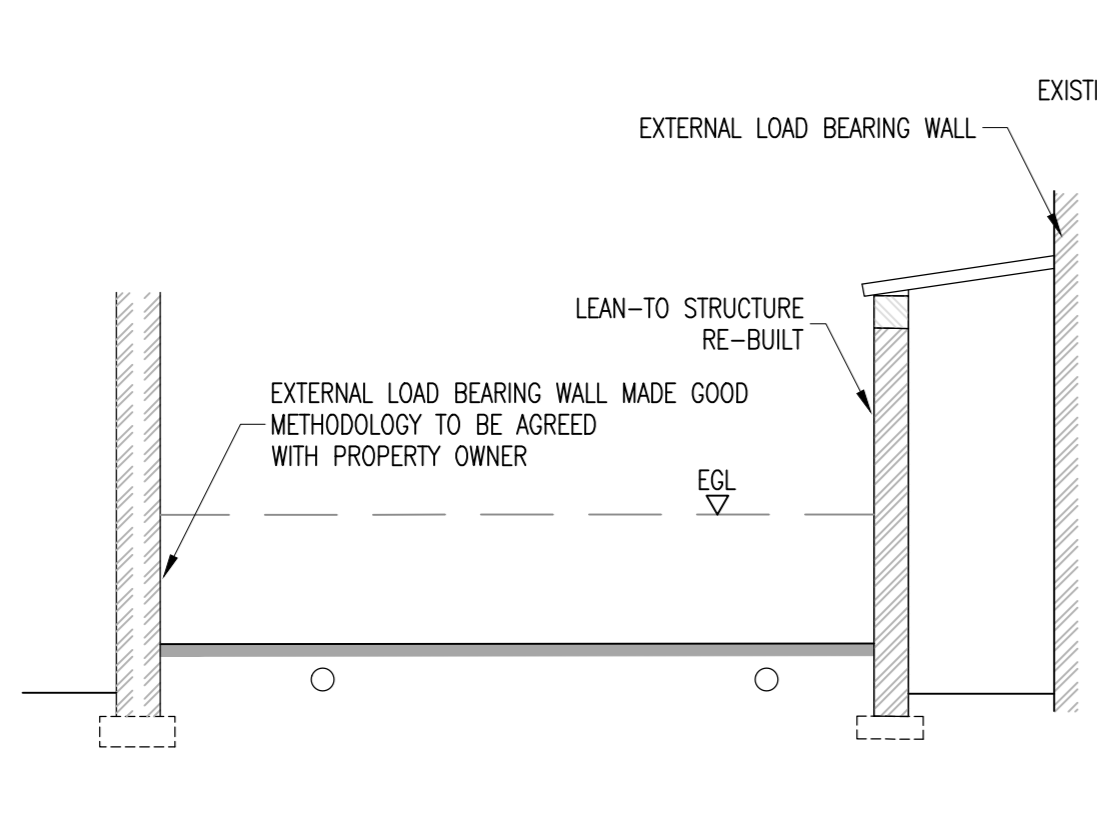 EXISTI
EXTERNAL LOAD BEARING WALL
LEAN-TO STRUCTURE
RE-BUILT
EXTERNAL LOAD BEARING WALL MADE GOOD
METHODOLOGY TO BE AGREED
WITH PROPERTY OWNER
EGL